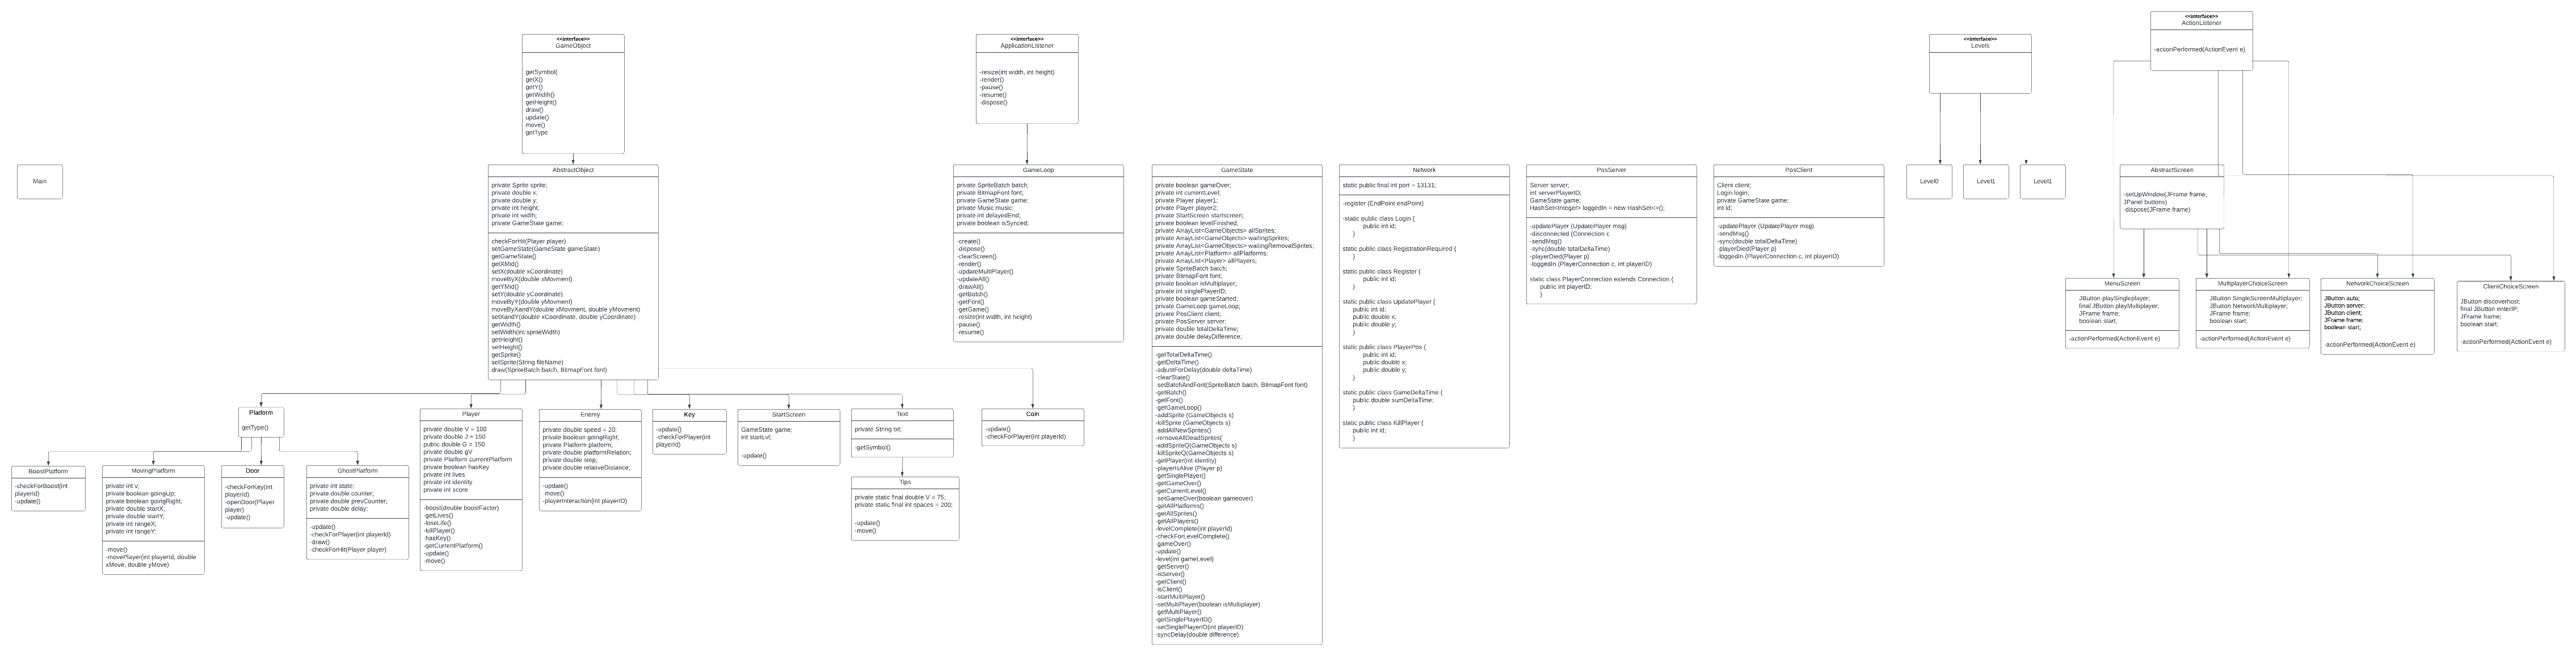 <<interface>>
GameObject
getSymbol(
getX()
getY()
getWidth()
getHeight()
draw()
update()
move()
getType
<<interface>>
ApplicationListener
-resize(int width, int height)
-render()
-pause()
-resume()
-dispose()
<<interface>>
Levels
<<interface>>
ActionListener
-actionPerformed(ActionEvent e)
Main
AbstractObject
private Sprite sprite;
private double x;
private double y;
private int height;
private int width;
private GameState game;
checkForHit(Player player)
setGameState(GameState gameState)
getGameState()
getXMid()
setX(double xCoordinate)
moveByX(double xMovment)
getYMid()
setY(double yCoordinate)
moveByY(double yMovment)
moveByXandY(double xMovment, double yMovment)
setXandY(double xCoordinate, double yCoordinate)
getWidth()
setWidth(int spriteWidth)
getHeight()
setHeight()
getSprite()
setSprite(String fileName)
draw(SpriteBatch batch, BitmapFont font)
GameLoop
private SpriteBatch batch;
private BitmapFont font;
private GameState game;
private Music music;
private int delayedEnd;
private boolean isSynced;
-create()
-dispose()
-clearScreen()
-render()
-updateMultiPlayer()
-updateAll()
-drawAll()
-getBatch()
-getFont()
-getGame()
-resize(int width, int height)
-pause()
-resume()
GameState
private boolean gameOver;
private int currentLevel;
private Player player1;
private Player player2;
private StartScreen startscreen;
private boolean levelFinished;
private ArrayList<GameObjects> allSprites;
private ArrayList<GameObjects> waitingSprites;
private ArrayList<GameObjects> waitingRemovalSprites;
private ArrayList<Platform> allPlatforms;
private ArrayList<Player> allPlayers;
private SpriteBatch batch;
private BitmapFont font;
private boolean isMultiplayer;
private int singlePlayerID;
private boolean gameStarted;
private GameLoop gameLoop;
private PosClient client;
private PosServer server;
private double totalDeltaTime;
private double delayDifference;
-getTotalDeltaTime()
-getDeltaTime()
-adjustForDelay(double deltaTime)
-clearState()
-setBatchAndFont(SpriteBatch batch, BitmapFont font)
-getBatch()
-getFont()
-getGameLoop()
-addSprite (GameObjects s)
-killSprite (GameObjects s)
-addAllNewSprites()
-removeAllDeadSprites(
-addSpriteQ(GameObjects s)
-killSpriteQ(GameObjects s)
-getPlayer(int identity)
-playerIsAlive (Player p)
-getSinglePlayer()
-getGameOver()
-getCurrentLevel()
-setGameOver(boolean gameover)
-getAllPlatforms()
-getAllSprites()
-getAllPlayers()
-levelComplete(int playerId)
-checkForLevelComplete()
-gameOver()
-update()
-level(int gameLevel)
-getServer()
-isServer()
-getClient()
-isClient()
-startMultiPlayer()
-setMultiPlayer(boolean isMultiplayer)
-getMultiPlayer()
-getSinglePlayerID()
-setSinglePlayerID(int playerID)
-syncDelay(double difference)
Network
static public final int port = 13131;
-register (EndPoint endPoint)
-static public class Login {
public int id;
}
static public class RegistrationRequired {
}
static public class Register {
public int id;
}
static public class UpdatePlayer {
public int id;
public double x;
public double y;
}
static public class PlayerPos {
public int id;
public double x;
public double y;
}
static public class GameDeltaTime {
public double sumDeltaTime;
}
static public class KillPlayer {
public int id;
}
PosServer
Server server;
int serverPlayerID;
GameState game;
HashSet<Integer> loggedIn = new HashSet<>();
-updatePlayer (UpdatePlayer msg)
-disconnected (Connection c
-sendMsg()
-sync(double totalDeltaTime)
-playerDied(Player p)
-loggedIn (PlayerConnection c, int playerID)
static class PlayerConnection extends Connection {
public int playerID;
}
PosClient
Client client;
Login login;
private GameState game;
int id;
-updatePlayer (UpdatePlayer msg)
-sendMsg()
-sync(double totalDeltaTime)
-playerDied(Player p)
-loggedIn (PlayerConnection c, int playerID)
Level0
Level1
Level1
AbstractScreen
-setUpWindow(JFrame frame,
JPanel buttons)
-dispose(JFrame frame)
MenuScreen
JButton playSingleplayer;
final JButton playMultiplayer;
JFrame frame;
boolean start;
-actionPerformed(ActionEvent e)
MultiplayerChoiceScreen
JButton SingleScreenMultiplayer;
JButton NetworkMultiplayer;
JFrame frame;
boolean start;
-actionPerformed(ActionEvent e)
NetworkChoiceScreen
JButton auto;
JButton server;
JButton client;
JFrame frame;
boolean start;
-actionPerformed(ActionEvent e)
ClientChoiceScreen
JButton discoverhost;
final JButton enterIP;
JFrame frame;
boolean start;
-actionPerformed(ActionEvent e)
Platform
getType()
Player
private double V = 100
private double J = 150
public double G = 150
private double gV
private Platform currentPlatform
private boolean hasKey
private int lives
private int identity
private int score
-boost(double boostFactor)
-getLives()
-loseLife()
-killPlayer()
-hasKey()
-getCurrentPlatform()
-update()
-move()
Enemy
private double speed = 20;
private boolean goingRight;
private Platform platform;
private double platformRelation;
private double step;
private double relativeDistance;
-update()
-move()
-playerInteraction(int playerID)
Key
-update()
-checkForPlayer(int
playerId)
StartScreen
GameState game;
int startLvl;
-update()
Text
private String txt;
-getSymbol()
Coin
-update()
-checkForPlayer(int playerId)
BoostPlatform
-checkForBoost(int
playerId)
-update()
MovingPlatform
private int v;
private boolean goingUp;
private boolean goingRight;
private double startX;
private double startY;
private int rangeX;
private int rangeY;
-move()
-movePlayer(int playerId, double
xMove, double yMove)
Door
-checkForKey(int
playerId)
-openDoor(Player
player)
-update()
GhostPlatform
private int state;
private double counter;
private double prevCounter;
private double delay;
-update()
-checkForPlayer(int playerId)
-draw()
-checkForHit(Player player)
Tips
private static final double V = 75;
private static final int spaces = 200;
-update()
-move()